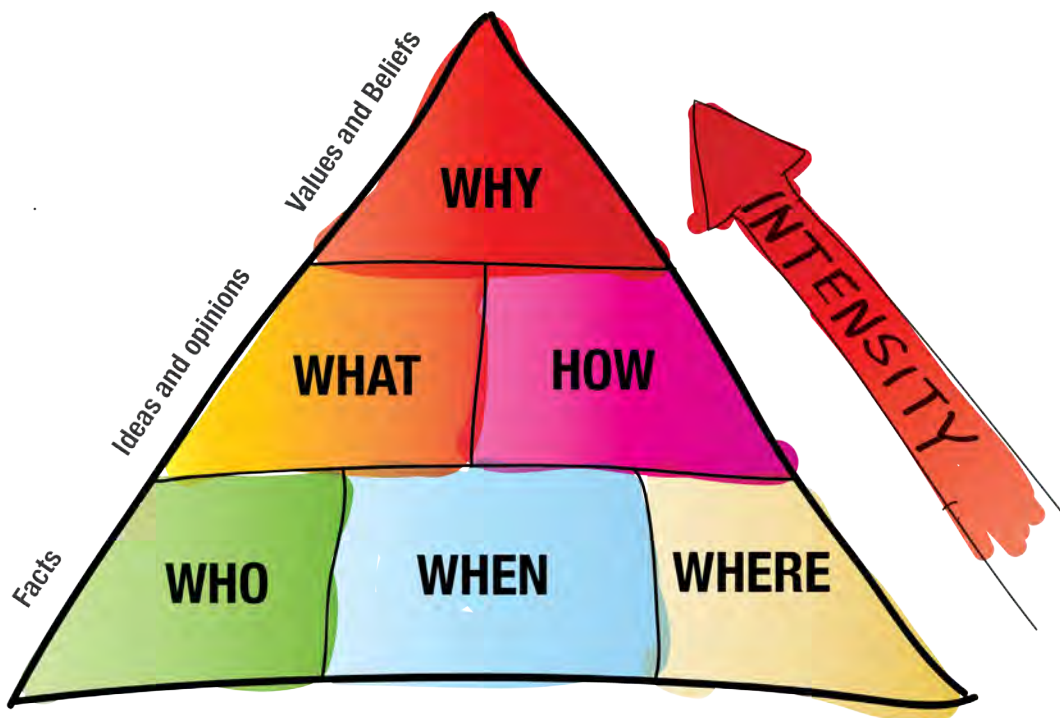 Values and Beliefs
WHY
INTENSITY
Ideas and opinions
WHAT
HOW
Facts
WHO
WHEN
WHERE